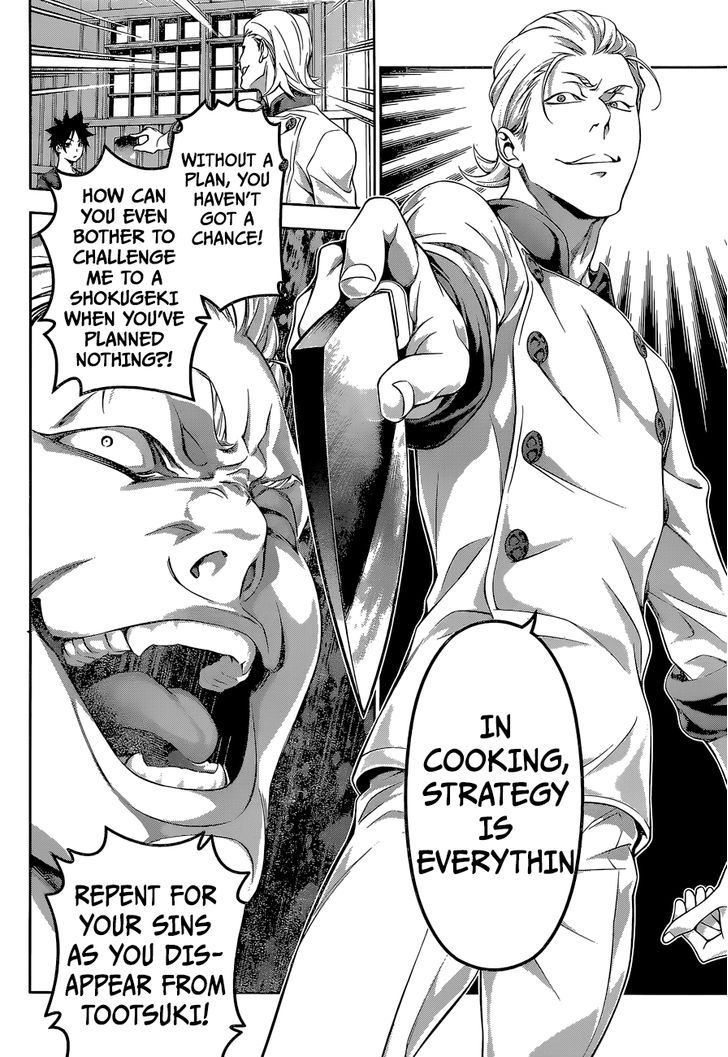 WITHOUT A
PLAN, YOU
HAVEN'T
GOT A
CHANCE!
HOW CAN
YOU EVEN
BOTHER TO
CHALLENGE
ME TO A
SHOKUGEKI
WHEN YOU'VE
PLANNED
NOTHING?!
IN
COOKING,
STRATEGY
IS
EVERYTHIN
REPENT FOR
YOUR SINS
AS YOU DIS-
APPEAR FROM
TOOTSUKI!